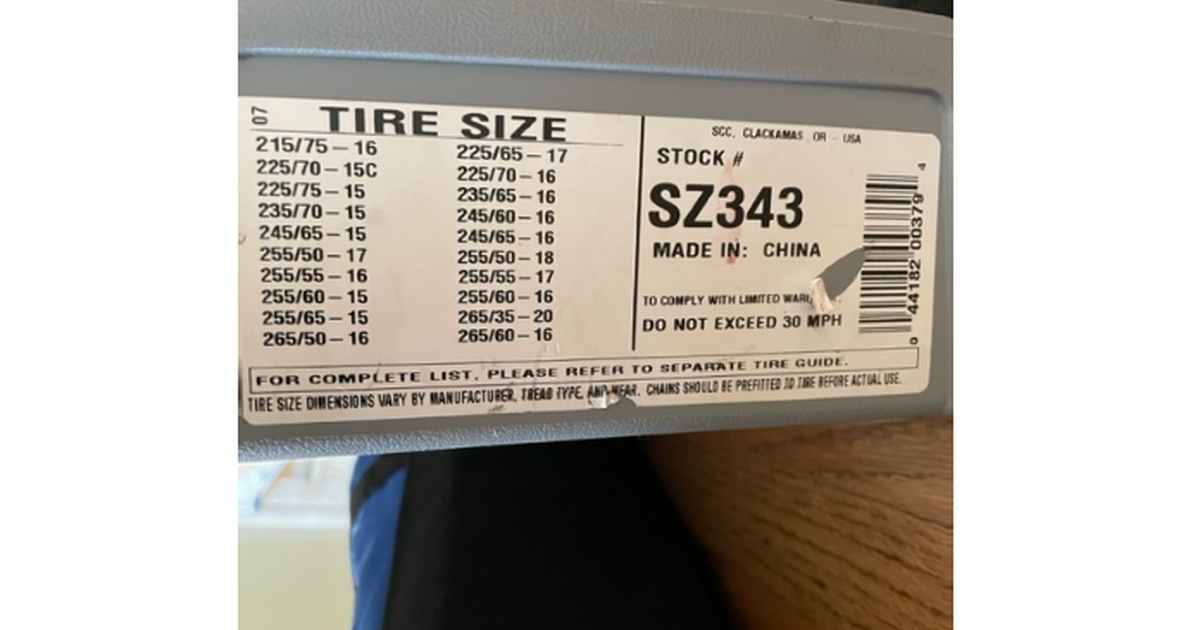 07
TIRE SIZE
215/75 – 16
225/70 – 15C
225/75 – 15
235/70 – 15
245/65 – 15
255/50 – 17
255/55 – 16
255/60 – 15
255/65 – 15
265/50 – 16
225/65 – 17
225/70 – 16
235/65 – 16
245/60 – 16
245/65 – 16
255/50 – 18
255/55 – 17
255/60 – 16
265/35 – 20
265/60 – 16
SCC, CLACKAMAS, OR - USA
STOCK #
SZ343
MADE IN: CHINA
TO COMPLY WITH LIMITED
DO NOT EXCEED 30 MPH
0 44182 00379 4
FOR COMPLETE LIST, PLEASE REFER TO SEPARATE TIRE GUIDE.
TIRE SIZE DIMENSIONS VARY BY MANUFACTURER, TREAD TYPE, AND WEAR. CHAINS SHOULD BE PREFITTED TO TIRE BEFORE ACTUAL USE.